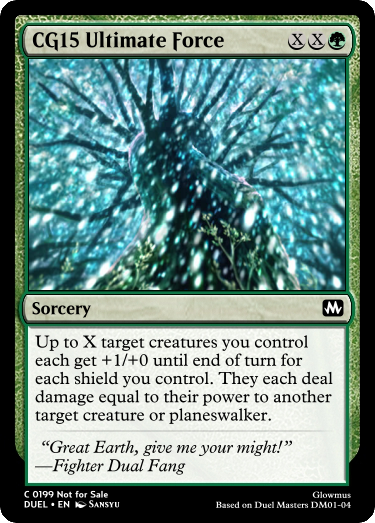 CG15 Ultimate Force XXG
Sorcery
Up to X target creatures you control
each get +1/+0 until end of turn for
each shield you control. They each deal
damage equal to their power to another
target creature or planeswalker.
“Great Earth, give me your might!”
—Fighter Dual Fang
C 0199 Not for Sale
Glowmus
DUEL • EN SANSYU
Based on Duel Masters DM01-04